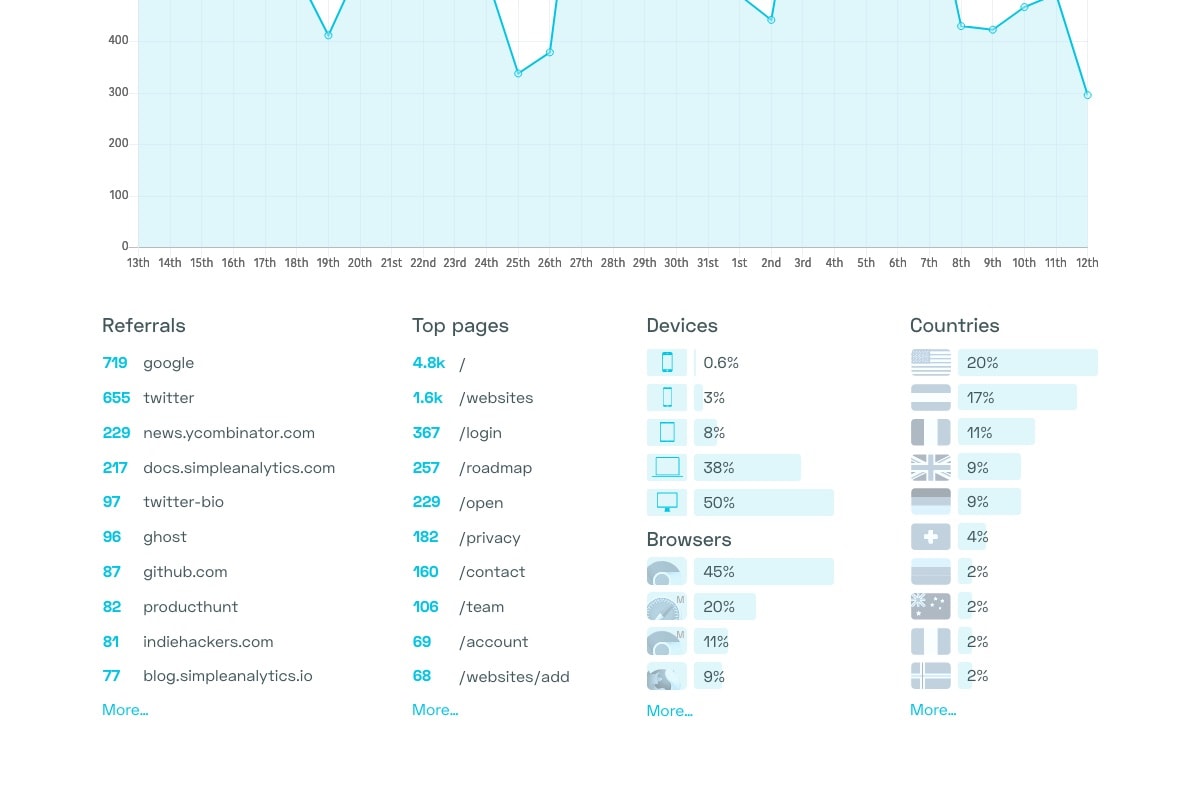 400
300
200
100
0
13th 14th 15th 16th 17th 18th 19th 20th 21st 22nd 23rd 24th 25th 26th 27th 28th 29th 30th 31st 1st 2nd 3rd 4th 5th 6th 7th 8th 9th 10th 11th 12th
Referrals
719 google
655 twitter
229 news.ycombinator.com
217 docs.simpleanalytics.com
97 twitter-bio
96 ghost
87 github.com
82 producthunt
81 indiehackers.com
77 blog.simpleanalytics.io
More...
Top pages
4.8k /
1.6k /websites
367 /login
257 /roadmap
229 /open
182 /privacy
160 /contact
106 /team
69 /account
68 /websites/add
More...
Devices
0.6%
3%
8%
38%
50%
Browsers
45%
M 20%
M 11%
9%
More...
Countries
20%
17%
11%
9%
9%
4%
2%
2%
2%
2%
More...